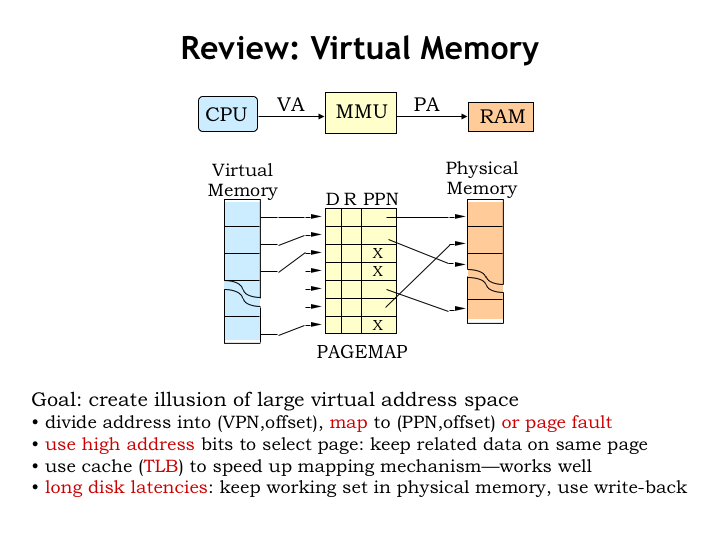 Review: Virtual Memory
CPU VA MMU PA RAM
Virtual
Memory
Physical
Memory
D R PPN
X
X
X
PAGEMAP
Goal: create illusion of large virtual address space
• divide address into (VPN,offset), map to (PPN,offset) or page fault
• use high address bits to select page: keep related data on same page
• use cache (TLB) to speed up mapping mechanism—works well
• long disk latencies: keep working set in physical memory, use write-back